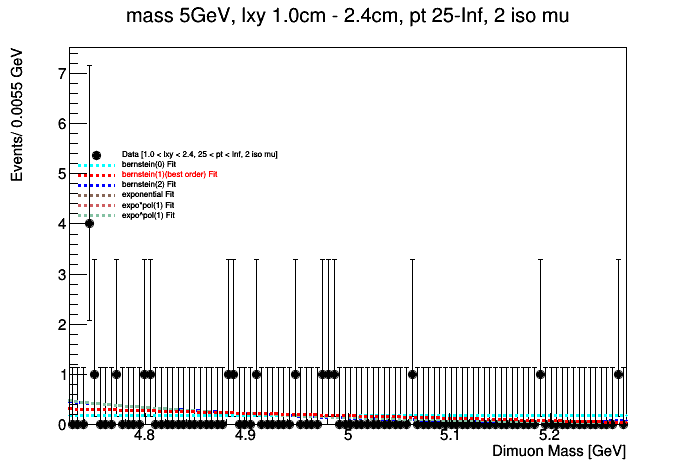 mass 5GeV, lxy 1.0cm - 2.4cm, pt 25-Inf, 2 iso mu
Events/ 0.0055 GeV
7
6
5
4
3
2
1
0
Data [1.0 < lxy < 2.4, 25 < pt < Inf, 2 iso mu]
bernstein(0) Fit
bernstein(1)(best order) Fit
bernstein(2) Fit
exponential Fit
expo*pol(1) Fit
expo^pol(1) Fit
4.8 4.9 5 5.1 5.2
Dimuon Mass [GeV]